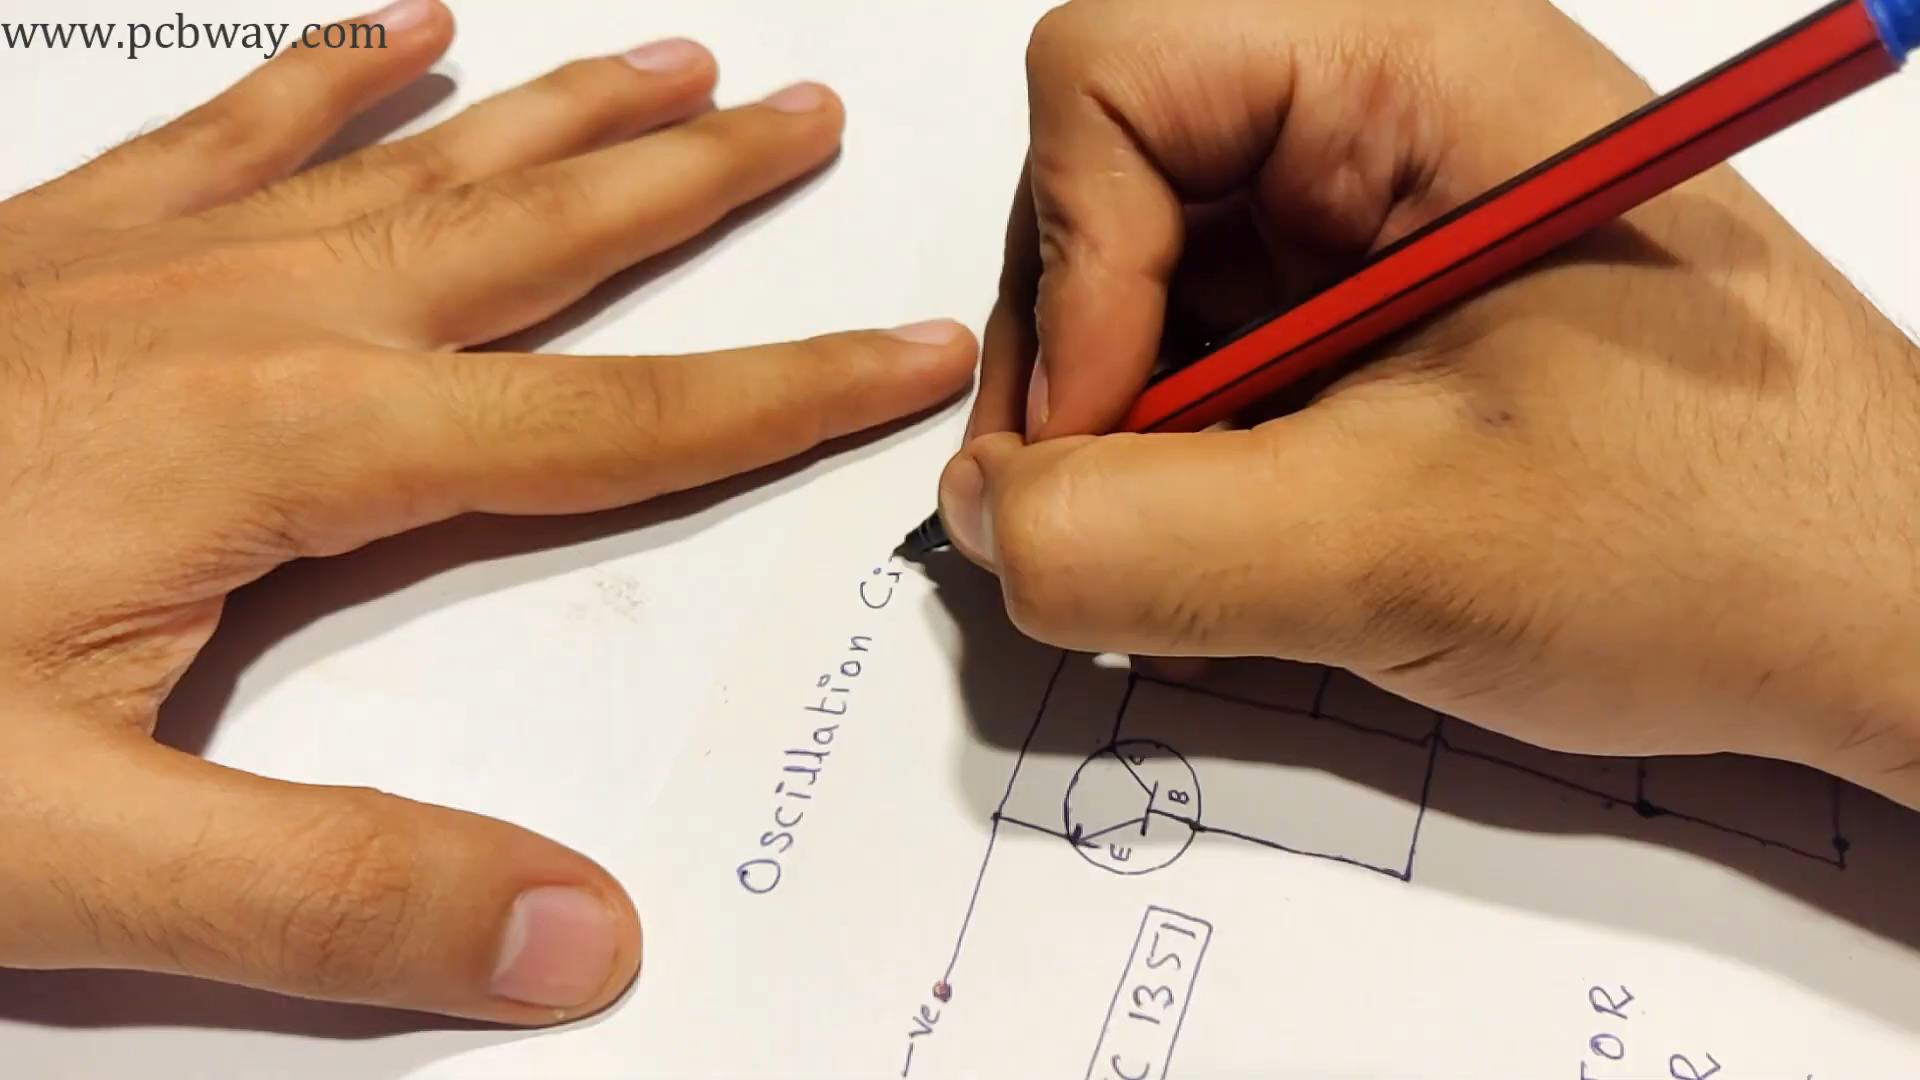 www.pcbway.com
Oscillation Ci
C
B
E
-ve
C 1351
TOR
R